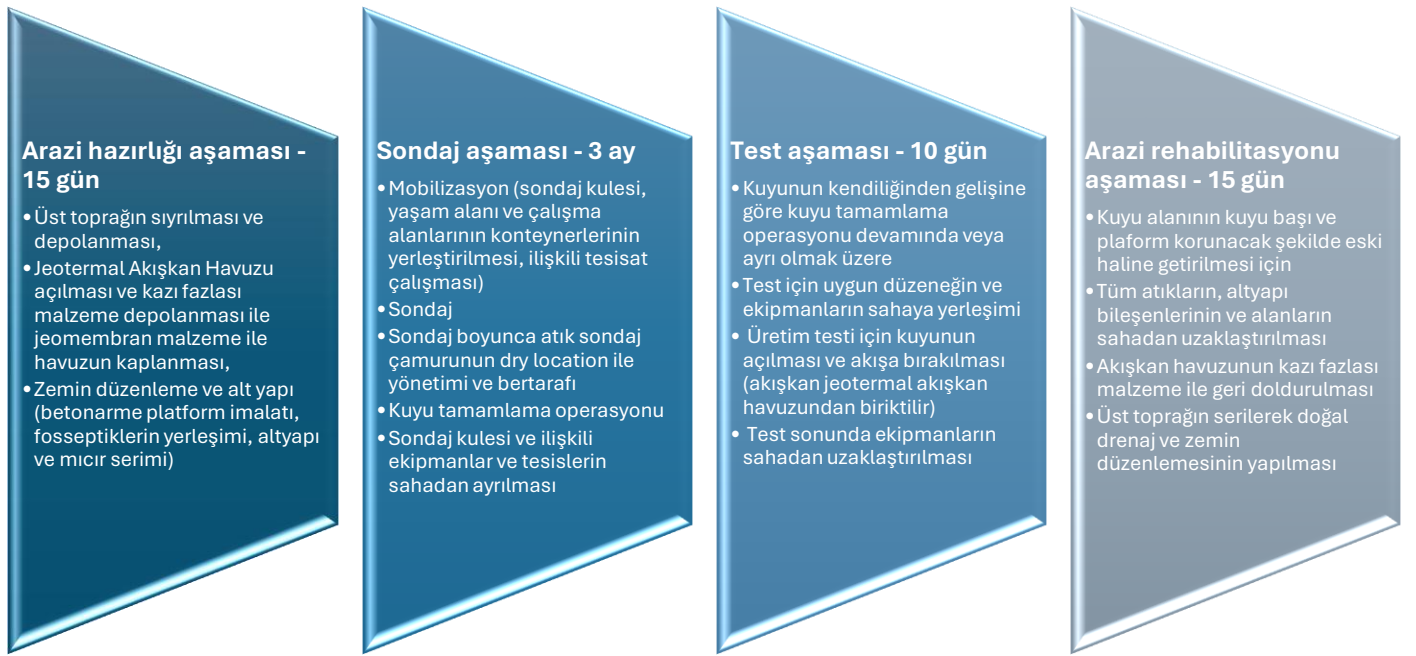 Arazi hazırlığı aşaması -
15 gün
•Üst toprağın sıyrılması ve
depolanması,
•Jeotermal Akışkan Havuzu
açılması ve kazı fazlası
malzeme depolanması ile
jeomembran malzeme ile
havuzun kaplanması,
•Zemin düzenleme ve alt yapı
(betonarme platform imalatı,
fosseptiklerin yerleşimi, altyapı
ve mıcır serimi)
Sondaj aşaması - 3 ay
•Mobilizasyon (sondaj kulesi,
yaşam alanı ve çalışma
alanlarının konteynerlerinin
yerleştirilmesi, ilişkili tesisat
çalışması)
•Sondaj
•Sondaj boyunca atık sondaj
çamurunun dry location ile
yönetimi ve bertarafı
•Kuyu tamamlama operasyonu
•Sondaj kulesi ve ilişkili
ekipmanlar ve tesislerin
sahadan ayrılması
Test aşaması - 10 gün
•Kuyunun kendiliğinden gelişine
göre kuyu tamamlama
operasyonu devamında veya
ayrı olmak üzere
•Test için uygun düzeneğin ve
ekipmanların sahaya yerleşimi
• Üretim testi için kuyunun
açılması ve akışa bırakılması
(akışkan jeotermal akışkan
havuzundan biriktilir)
• Test sonunda ekipmanların
sahadan uzaklaştırılması
Arazi rehabilitasyonu
aşaması - 15 gün
•Kuyu alanının kuyu başı ve
plaform korunacak şekilde eski
haline getirilmesi için
•Tüm atıkların, altyapı
bileşenlerinin ve alanların
sahadan uzaklaştırılması
•Akışkan havuzunun kazı fazlası
malzeme ile geri doldurulması
•Üst toprağın serilerek doğal
drenaj ve zemin
düzenlemesinin yapılması